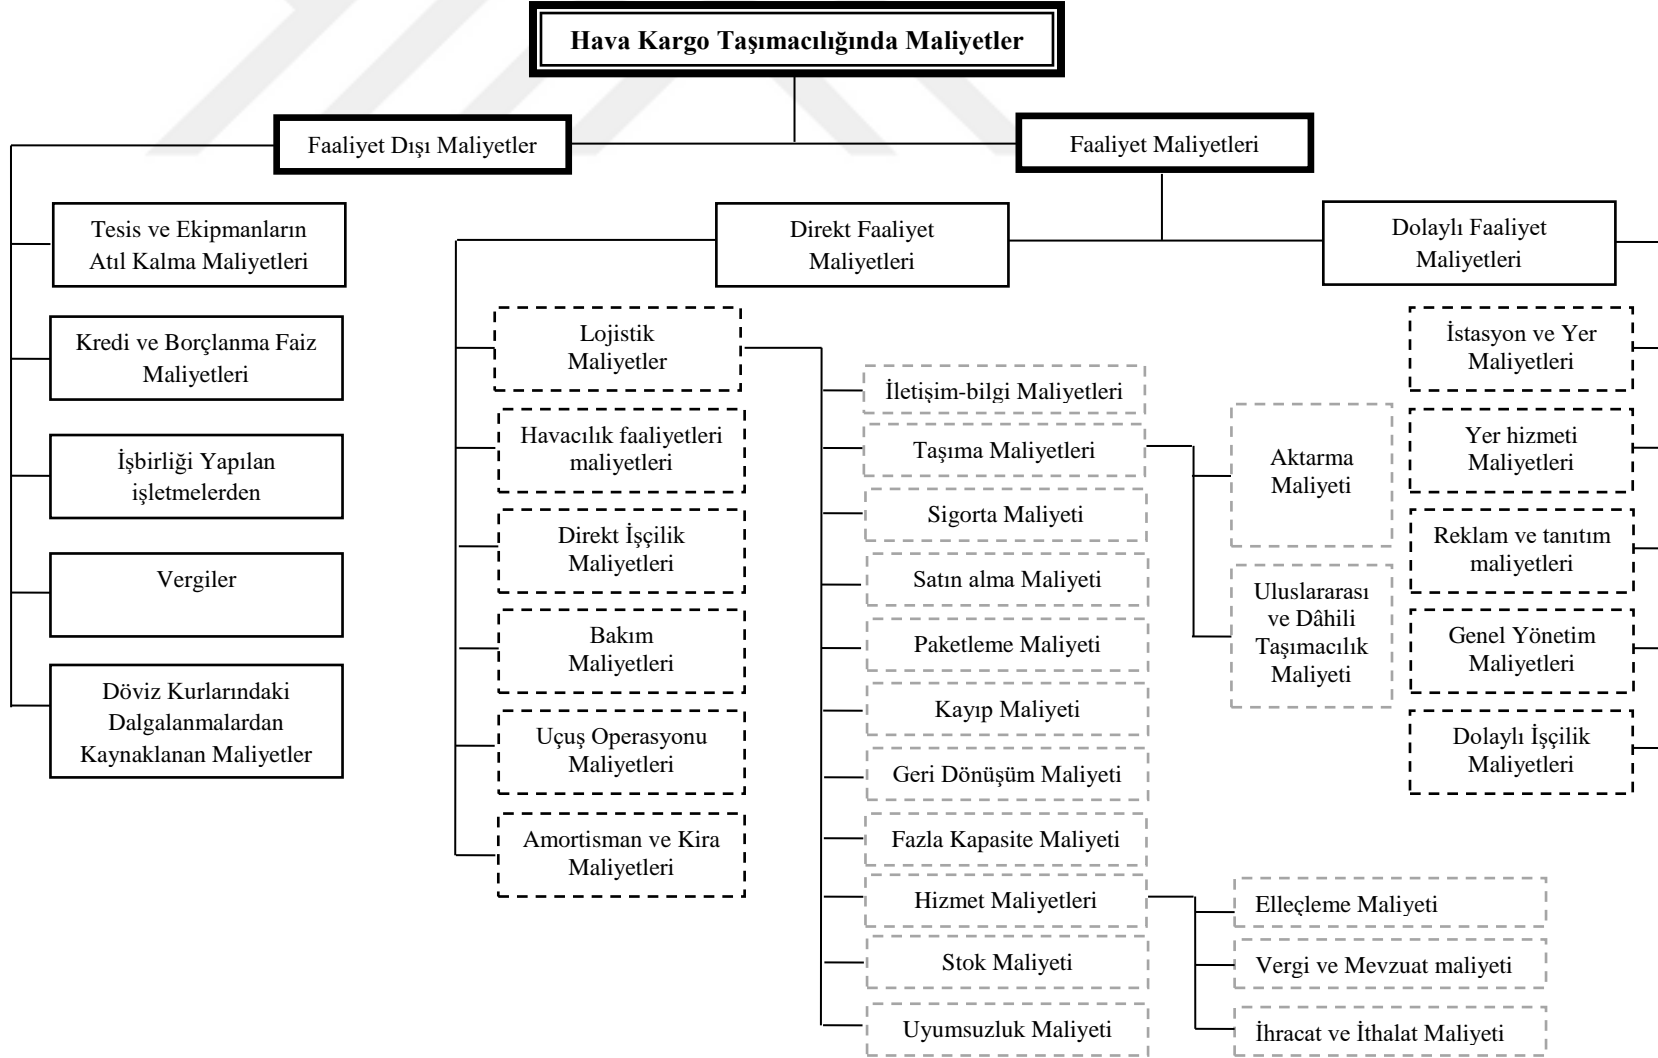 Hava Kargo Taşımacılığında Maliyetler
Faaliyet Dışı Maliyetler
Faaliyet Maliyetleri
Tesis ve Ekipmanların
Atıl Kalma Maliyetleri
Kredi ve Borçlanma Faiz
Maliyetleri
İşbirliği Yapılan
işletmelerden
Vergiler
Döviz Kurlarındaki
Dalgalanmalardan
Kaynaklanan Maliyetler
Direkt Faaliyet
Maliyetleri
Dolaylı Faaliyet
Maliyetleri
Lojistik
Maliyetler
Havacılık faaliyetleri
maliyetleri
Direkt İşçilik
Maliyetleri
Bakım
Maliyetleri
Uçuş Operasyonu
Maliyetleri
Amortisman ve Kira
Maliyetleri
İletişim-bilgi Maliyetleri
Taşıma Maliyetleri
Sigorta Maliyeti
Satın alma Maliyeti
Paketleme Maliyeti
Kayıp Maliyeti
Geri Dönüşüm Maliyeti
Fazla Kapasite Maliyeti
Hizmet Maliyetleri
Stok Maliyeti
Uyumsuzluk Maliyeti
Aktarma
Maliyeti
Uluslararası
ve Dâhili
Taşımacılık
Maliyeti
Elleçleme Maliyeti
Vergi ve Mevzuat maliyeti
İhracat ve İthalat Maliyeti
İstasyon ve Yer
Maliyetleri
Yer hizmeti
Maliyetleri
Reklam ve tanıtım
maliyetleri
Genel Yönetim
Maliyetleri
Dolaylı İşçilik
Maliyetleri